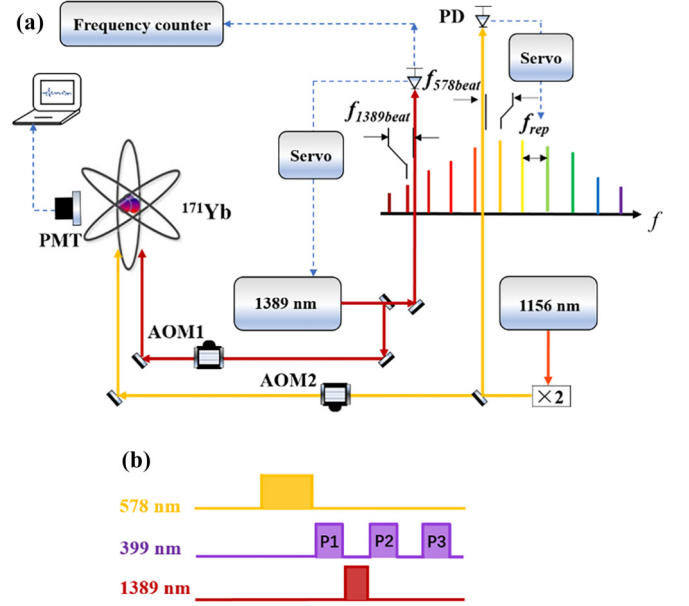 (a)
Frequency counter
PD
Servo
f578beat
f1389beat
frep
Servo
171Yb
PMT
f
1389 nm
1156 nm
AOM1
AOM2
×2
(b)
578 nm
399 nm
P1 P2 P3
1389 nm